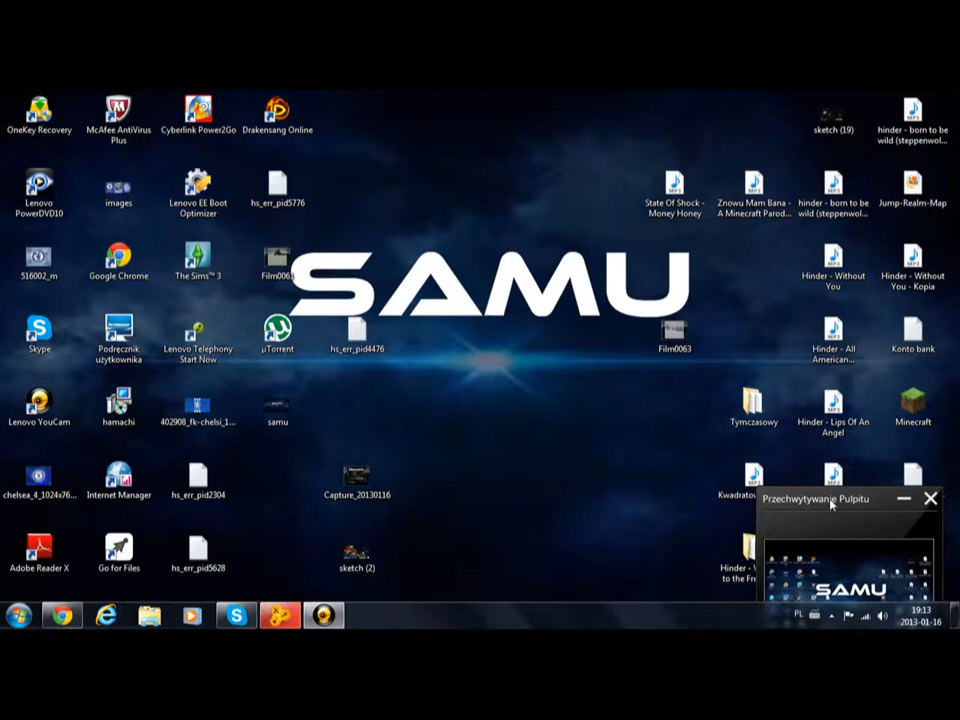 OneKey Recovery
McAfee AntiVirus
Plus
Cyberlink Power2Go
Drakensang Online
sketch (19)
hinder - born to be
wild (steppenwol...
Lenovo
PowerDVD10
images
Lenovo EE Boot
Optimizer
hs_err_pid5776
State Of Shock -
Money Honey
Znowu Mam Bana -
A Minecraft Parod...
hinder - born to be
wild (steppenwol...
Jump-Realm-Map
516002_m
Google Chrome
The Sims™ 3
SAMU
Hinder - Without
You
Hinder - Without
You - Kopia
Skype
Podręcznik
użytkownika
Lenovo Telephony
Start Now
µTorrent
hs_err_pid4476
Film0063
Hinder - All
American...
Konto bank
Lenovo YouCam
hamachi
402908_fk-chelsi_1...
samu
Tymczasowy
Hinder - Lips Of An
Angel
Minecraft
chelsea_4_1024x76...
Internet Manager
hs_err_pid2304
Capture_20130116
Kwadratow
Przechwytywanie Pulpitu
Adobe Reader X
Go for Files
hs_err_pid5628
sketch (2)
Hinder -
to the Fre
SAMU
PL
19:13
2013-01-16